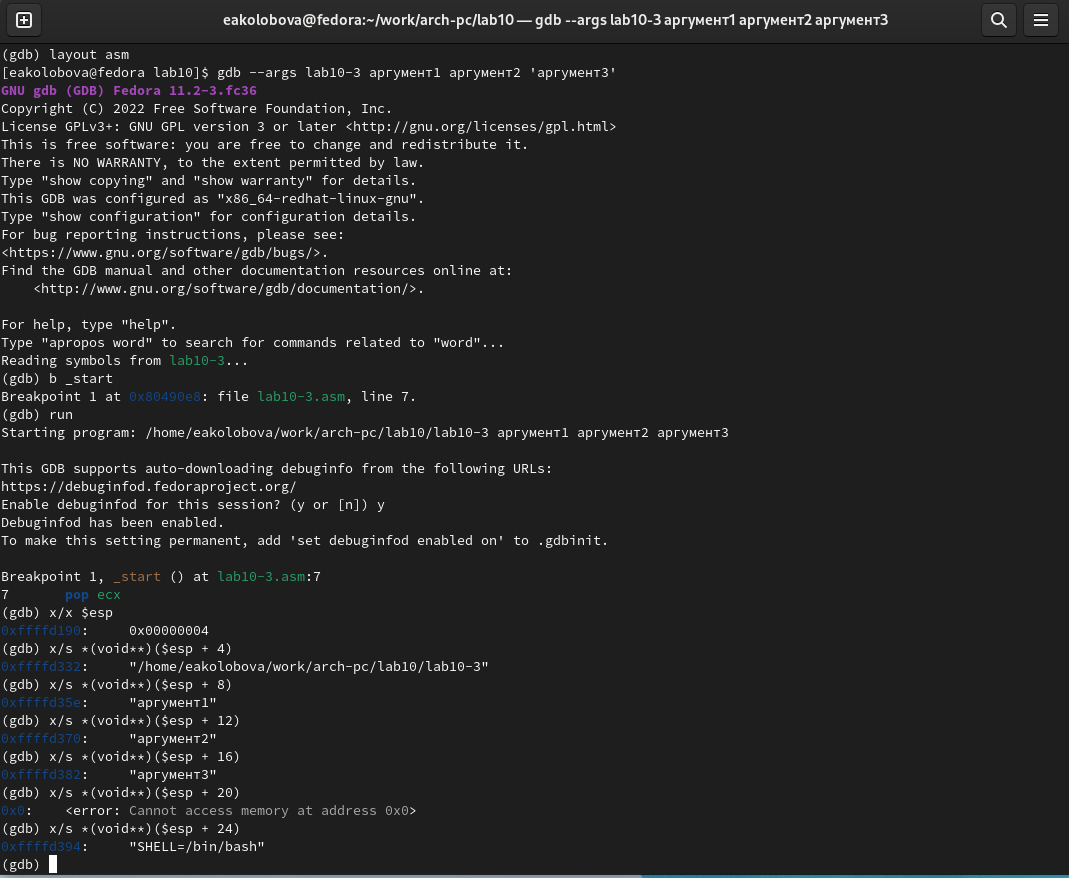 eakolobova@fedora:~/work/arch-pc/lab10 — gdb --args lab10-3 аргумент1 аргумент2 аргумент3
(gdb) layout asm
[eakolobova@fedora lab10]$ gdb --args lab10-3 аргумент1 аргумент2 'аргумент3'
GNU gdb (GDB) Fedora 11.2-3.fc36
Copyright (C) 2022 Free Software Foundation, Inc.
License GPLv3+: GNU GPL version 3 or later <http://gnu.org/licenses/gpl.html>
This is free software: you are free to change and redistribute it.
There is NO WARRANTY, to the extent permitted by law.
Type "show copying" and "show warranty" for details.
This GDB was configured as "x86_64-redhat-linux-gnu".
Type "show configuration" for configuration details.
For bug reporting instructions, please see:
<https://www.gnu.org/software/gdb/bugs/>.
Find the GDB manual and other documentation resources online at:
    <http://www.gnu.org/software/gdb/documentation/>.

For help, type "help".
Type "apropos word" to search for commands related to "word"...
Reading symbols from lab10-3...
(gdb) b _start
Breakpoint 1 at 0x80490e8: file lab10-3.asm, line 7.
(gdb) run
Starting program: /home/eakolobova/work/arch-pc/lab10/lab10-3 аргумент1 аргумент2 аргумент3

This GDB supports auto-downloading debuginfo from the following URLs:
https://debuginfod.fedoraproject.org/
Enable debuginfod for this session? (y or [n]) y
Debuginfod has been enabled.
To make this setting permanent, add 'set debuginfod enabled on' to .gdbinit.

Breakpoint 1, _start () at lab10-3.asm:7
7       pop ecx
(gdb) x/x $esp
0xffffd190:     0x00000004
(gdb) x/s *(void**)($esp + 4)
0xffffd332:     "/home/eakolobova/work/arch-pc/lab10/lab10-3"
(gdb) x/s *(void**)($esp + 8)
0xffffd35e:     "аргумент1"
(gdb) x/s *(void**)($esp + 12)
0xffffd370:     "аргумент2"
(gdb) x/s *(void**)($esp + 16)
0xffffd382:     "аргумент3"
(gdb) x/s *(void**)($esp + 20)
0x0:    <error: Cannot access memory at address 0x0>
(gdb) x/s *(void**)($esp + 24)
0xffffd394:     "SHELL=/bin/bash"
(gdb)